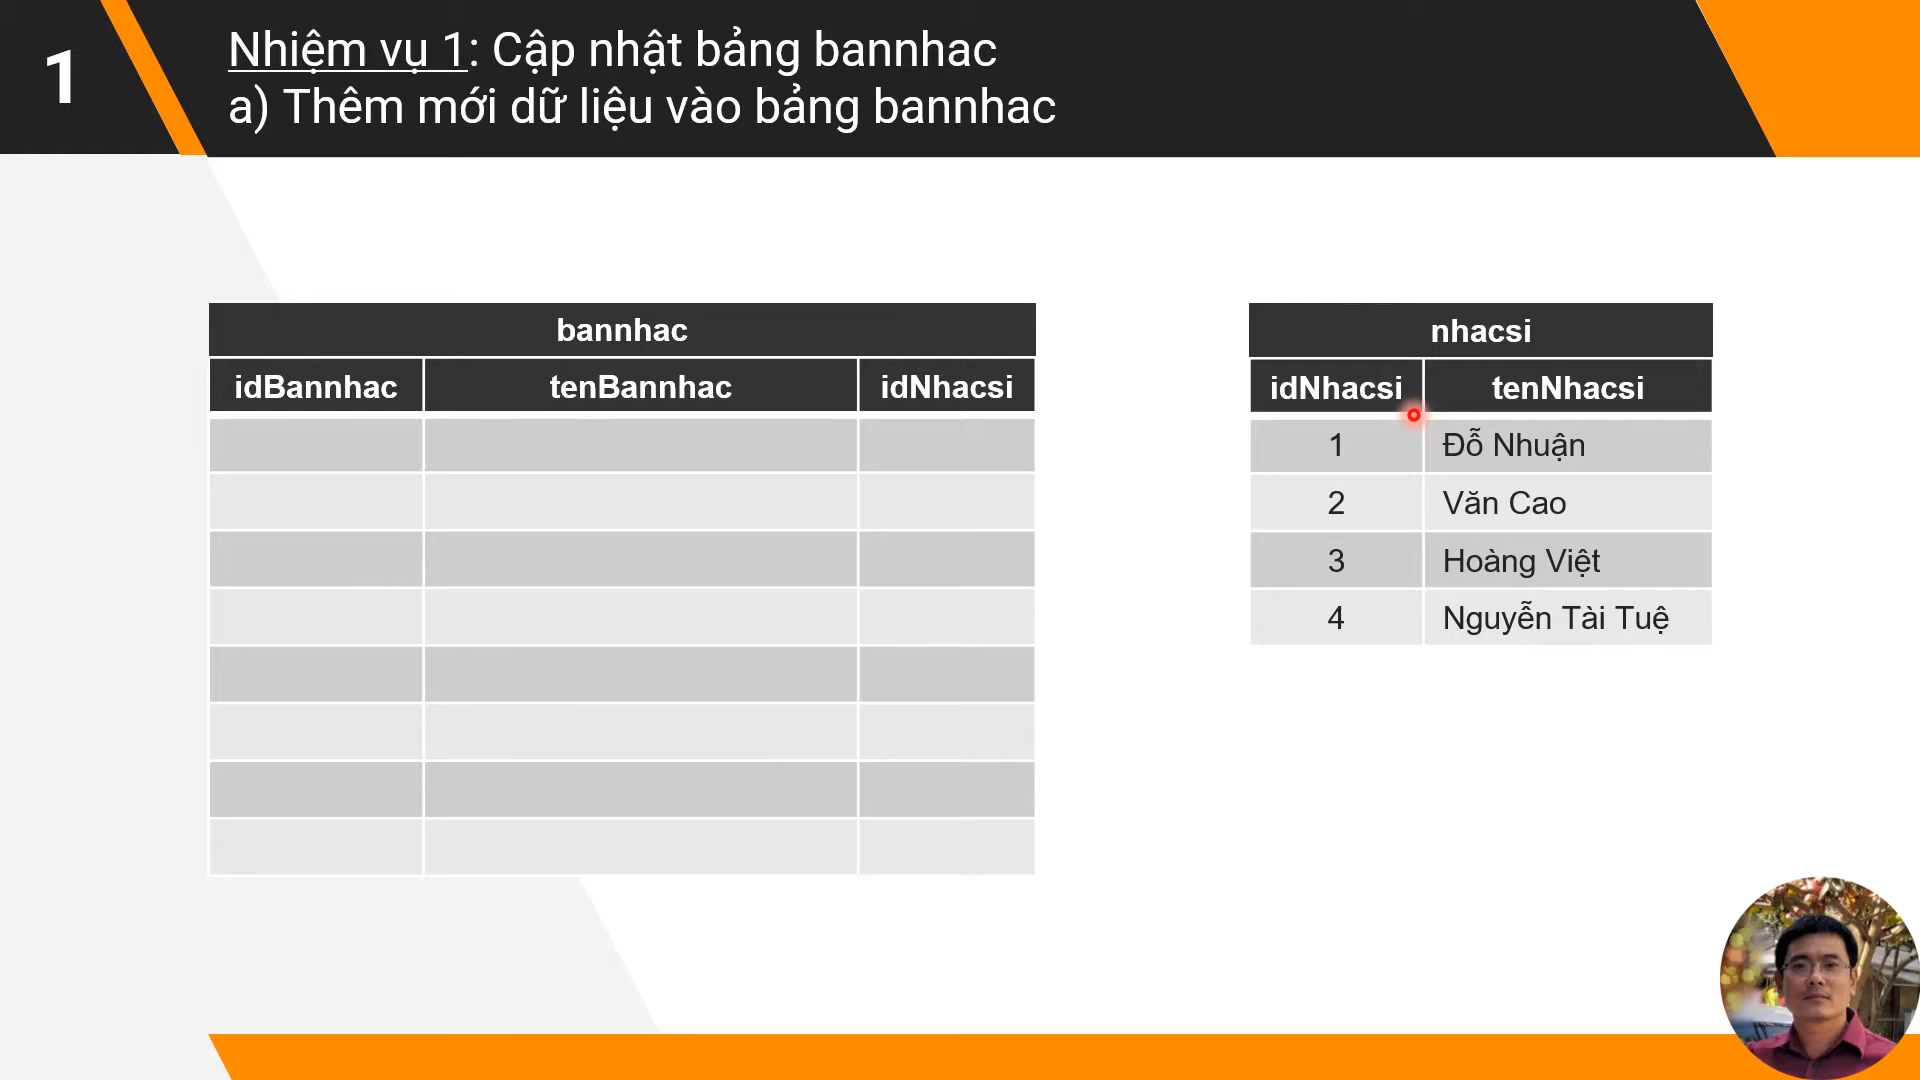 1
Nhiệm vụ 1: Cập nhật bảng bannhac
a) Thêm mới dữ liệu vào bảng bannhac
bannhac
idBannhac tenBannhac idNhacsi
nhacsi
idNhacsi tenNhacsi
1 Đỗ Nhuận
2 Văn Cao
3 Hoàng Việt
4 Nguyễn Tài Tuệ